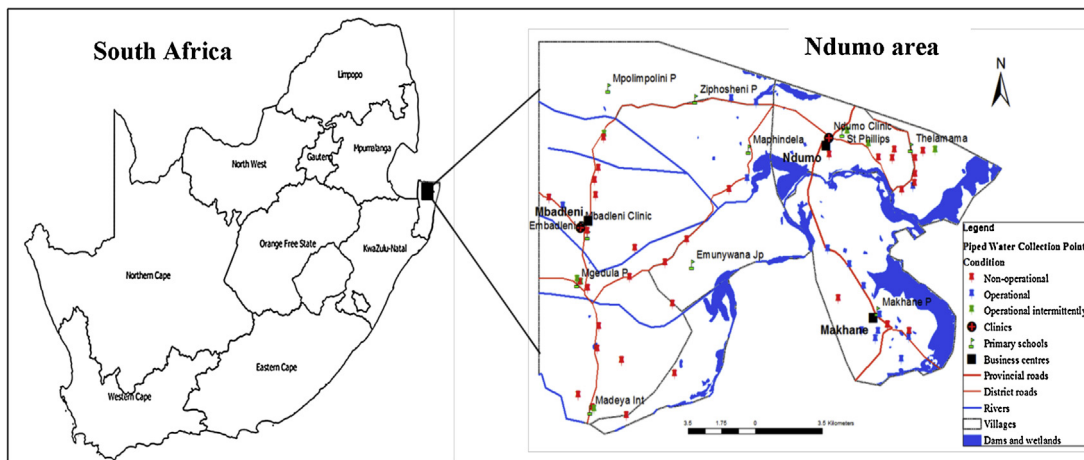 South Africa
Limpopo
North West
Gauteng
Mpumalanga
Orange Free State
KwaZulu-Natal
Northern Cape
Eastern Cape
Western Cape
Ndumo area
N
Mpolimpolini P
Ziphosheni P
Ndumo Clinic
St Phillips
Thelamama
Maphindela
Ndumo
Mbadleni
Mbadleni Clinic
Embadleni
Emunywana Jp
Mgedula P
Makhane P
Makhane
Madeya Int
3.5 1.75 0 3.5 Kilometers
Legend
Piped Water Collection Point
Condition
Non-operational
Operational
Operational intermittently
Clinics
Primary schools
Business centres
Provincial roads
District roads
Rivers
Villages
Dams and wetlands